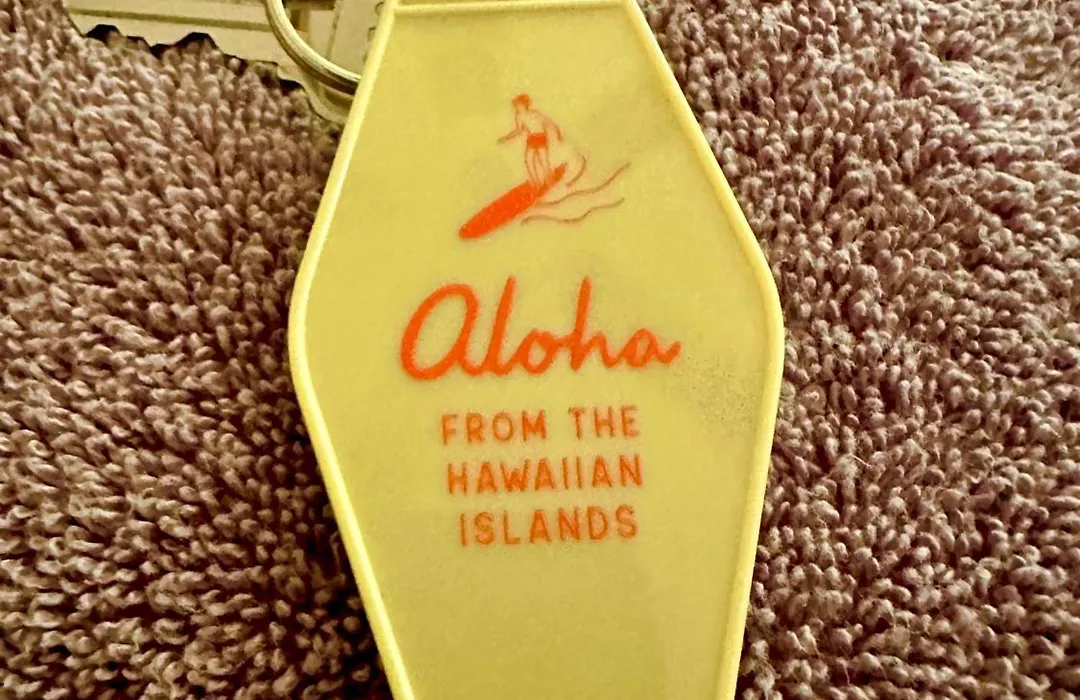 Aloha
FROM THE
HAWAIIAN
ISLANDS